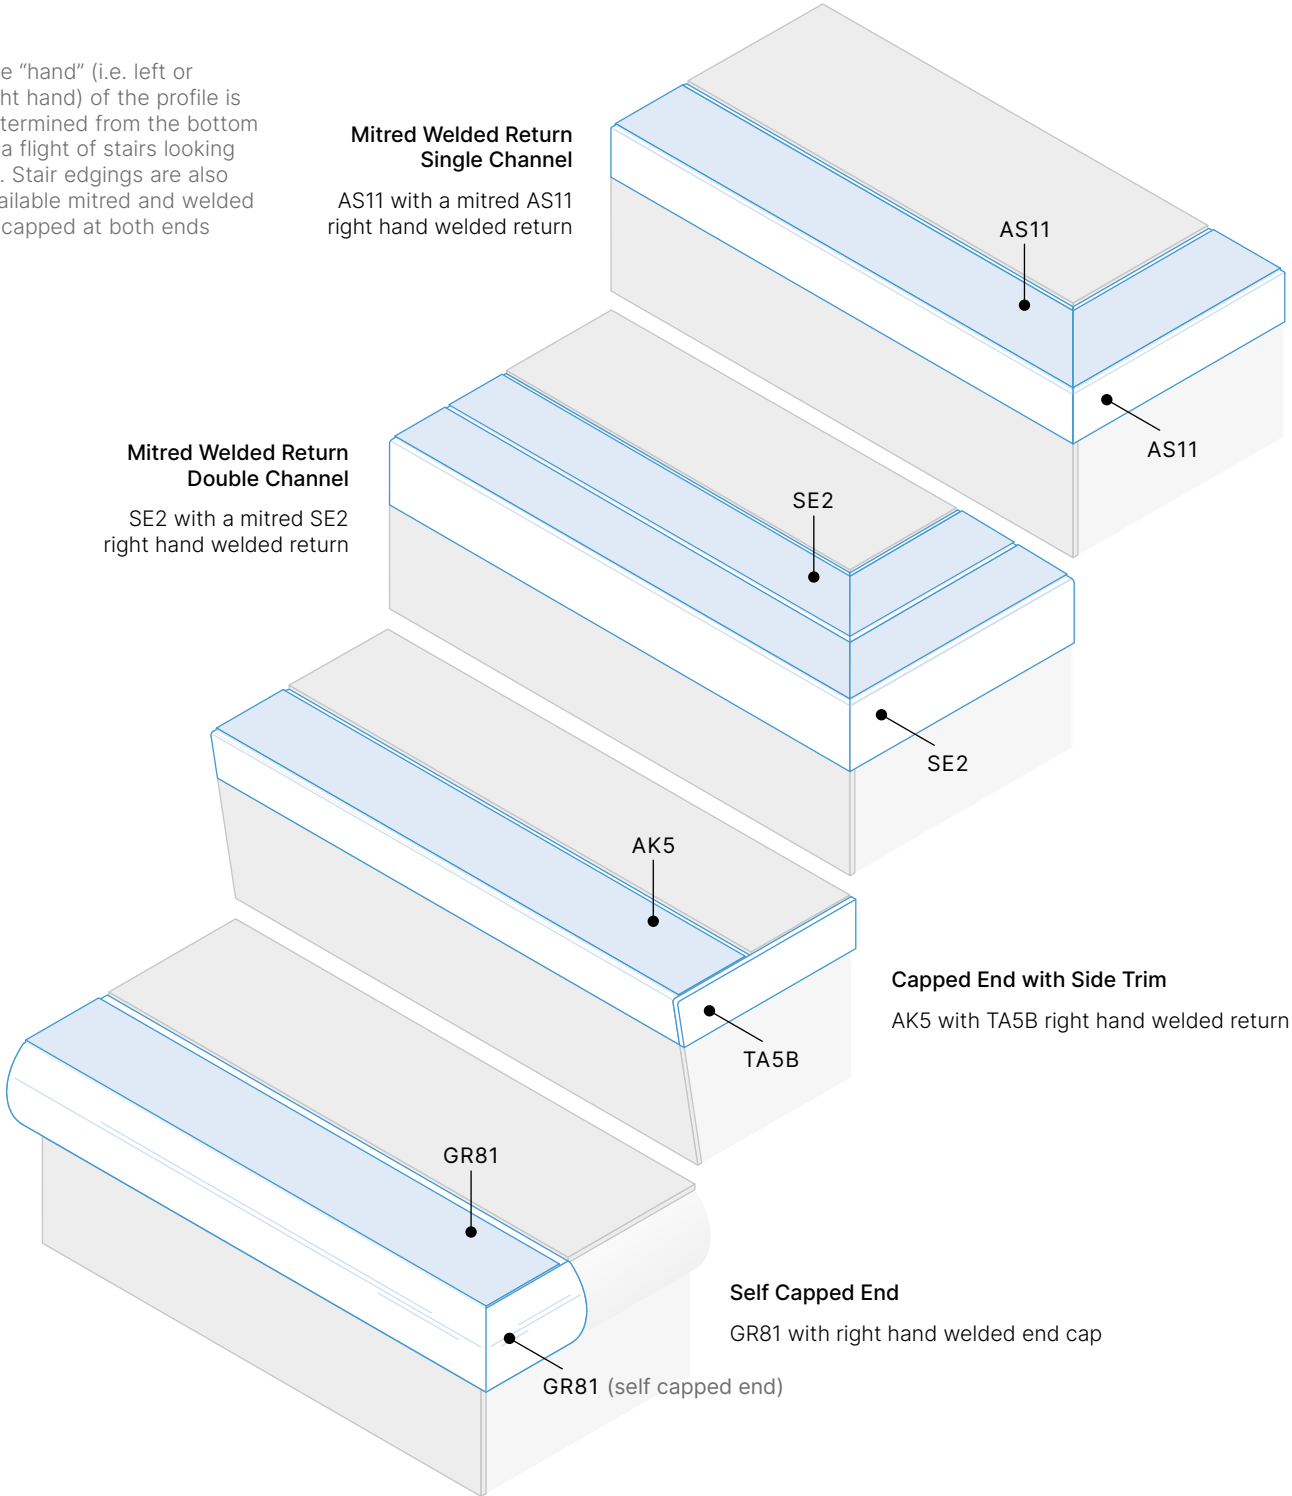 e “hand” (i.e. left or
ht hand) of the profile is
termined from the bottom
a flight of stairs looking
. Stair edgings are also
ailable mitred and welded
capped at both ends
Mitred Welded Return
Single Channel
AS11 with a mitred AS11
right hand welded return
AS11
AS11
Mitred Welded Return
Double Channel
SE2 with a mitred SE2
right hand welded return
SE2
SE2
AK5
TA5B
Capped End with Side Trim
AK5 with TA5B right hand welded return
GR81
Self Capped End
GR81 with right hand welded end cap
GR81 (self capped end)